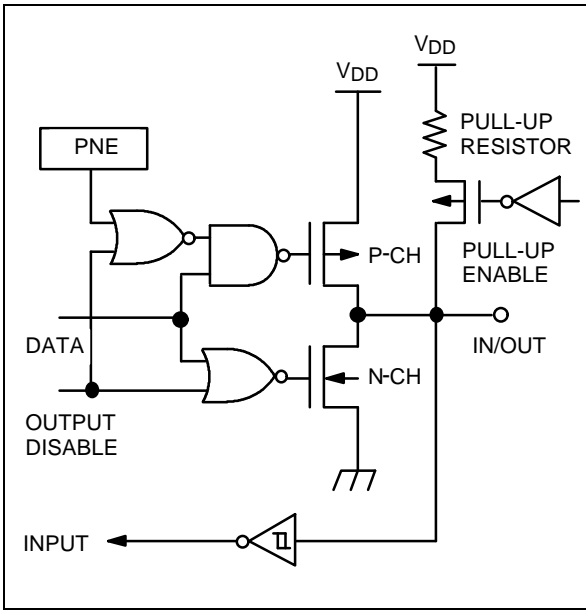 VDD
VDD
PNE
PULL-UP
RESISTOR
P-CH
PULL-UP
ENABLE
DATA
IN/OUT
N-CH
OUTPUT
DISABLE
INPUT